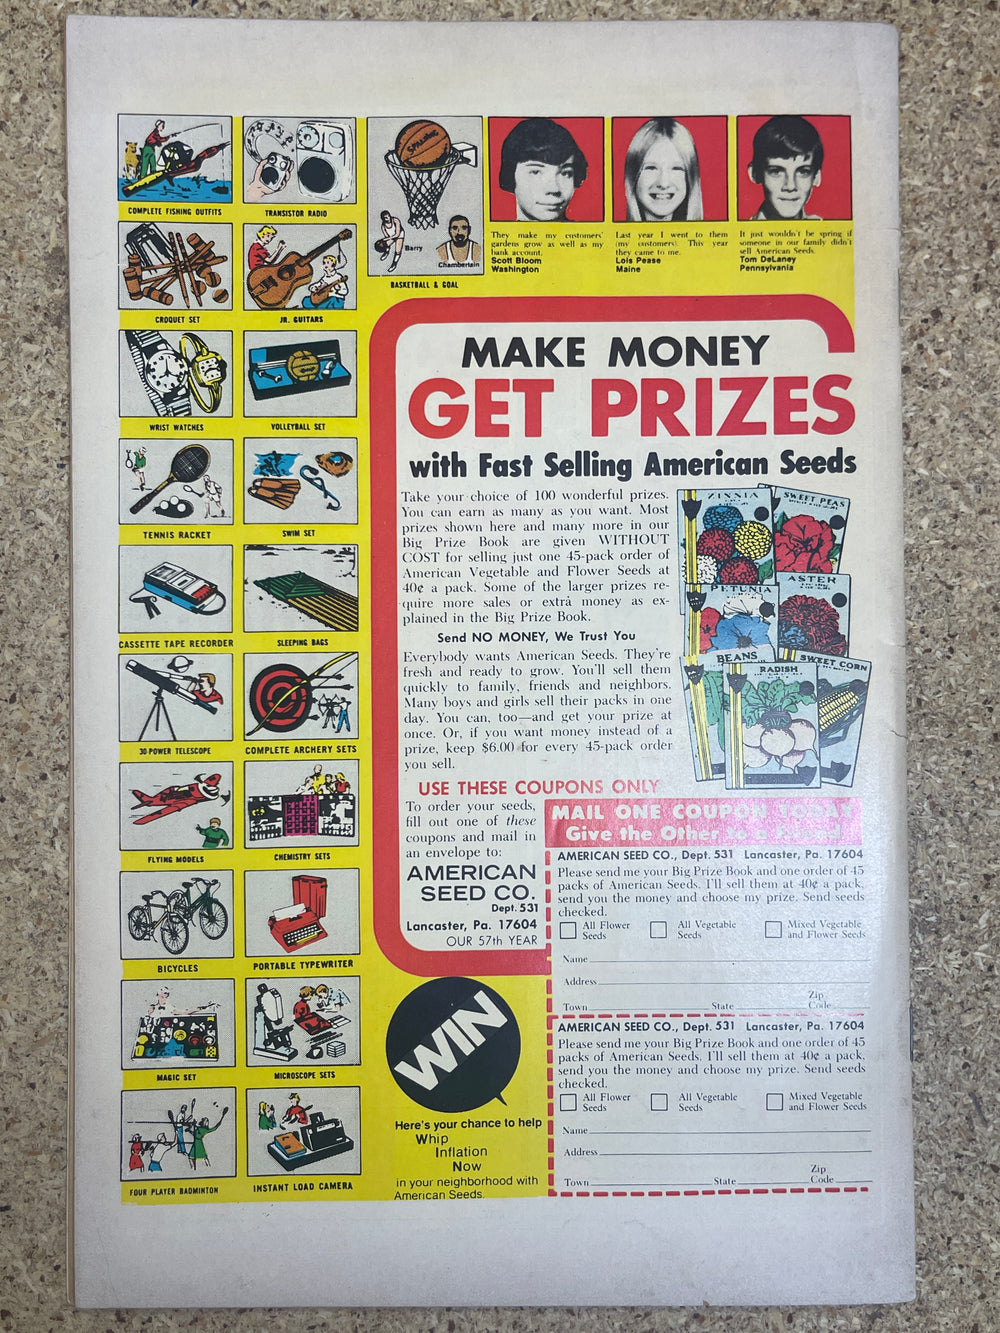 COMPLETE FISHING OUTFITS
TRANSISTOR RADIO
SPALDING
Barry
Chamberlain
BASKETBALL & GOAL
They make my customers'
gardens grow as well as my
bank account.
Scott Bloom
Washington
Last year I went to them
(my customers). This year
they came to me.
Lois Pease
Maine
It just wouldn't be spring if
someone in our family didn't
sell American Seeds.
Tom DeLaney
Pennsylvania
CROQUET SET
JR. GUITARS
WRIST WATCHES
VOLLEYBALL SET
TENNIS RACKET
SWIM SET
CASSETTE TAPE RECORDER
SLEEPING BAGS
30-POWER TELESCOPE
COMPLETE ARCHERY SETS
FLYING MODELS
CHEMISTRY SETS
BICYCLES
PORTABLE TYPEWRITER
MAGIC SET
MICROSCOPE SETS
FOUR PLAYER BADMINTON
INSTANT LOAD CAMERA
MAKE MONEY
GET PRIZES
with Fast Selling American Seeds
Take your choice of 100 wonderful prizes.
You can earn as many as you want. Most
prizes shown here and many more in our
Big Prize Book are given WITHOUT
COST for selling just one 45-pack order of
American Vegetable and Flower Seeds at
40¢ a pack. Some of the larger prizes re-
quire more sales or extra money as ex-
plained in the Big Prize Book.
Send NO MONEY, We Trust You
Everybody wants American Seeds. They're
fresh and ready to grow. You'll sell them
quickly to family, friends and neighbors.
Many boys and girls sell their packs in one
day. You can, too—and get your prize at
once. Or, if you want money instead of a
prize, keep $6.00 for every 45-pack order
you sell.
ZINNIA
SWEET PEAS
ASTER
PETUNIA
BEANS
RADISH
SWEET CORN
USE THESE COUPONS ONLY
To order your seeds,
fill out one of these
coupons and mail in
an envelope to:
AMERICAN
SEED CO.
Dept. 531
Lancaster, Pa. 17604
OUR 57th YEAR
MAIL ONE COUPON TODAY
Give the Other to a Friend
AMERICAN SEED CO., Dept. 531 Lancaster, Pa. 17604
Please send me your Big Prize Book and one order of 45
packs of American Seeds. I'll sell them at 40¢ a pack,
send you the money and choose my prize. Send seeds
checked.
All Flower Seeds
All Vegetable Seeds
Mixed Vegetable and Flower Seeds
Name
Address
Town State Zip Code
AMERICAN SEED CO., Dept. 531 Lancaster, Pa. 17604
Please send me your Big Prize Book and one order of 45
packs of American Seeds. I'll sell them at 40¢ a pack,
send you the money and choose my prize. Send seeds
checked.
All Flower Seeds
All Vegetable Seeds
Mixed Vegetable and Flower Seeds
Name
Address
Town State Zip Code
WIN
Here's your chance to help
Whip
Inflation
Now
in your neighborhood with
American Seeds.